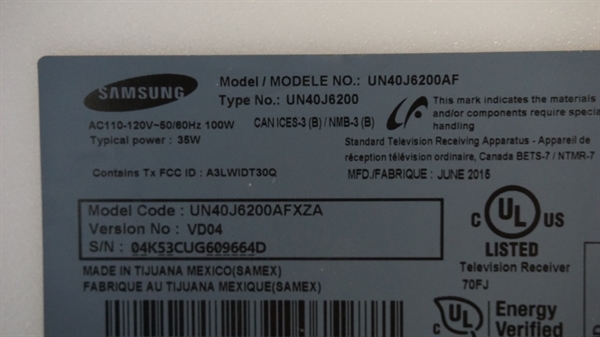 SAMSUNG
Model / MODELE NO.: UN40J6200AF
Type No.: UN40J6200
AC110-120V~50/60Hz 100W
Typical power : 35W
CAN ICES-3 (B) / NMB-3 (B)
This mark indicates the materials
and/or components require special
handling
Standard Television Receiving Apparatus - Appareil de
réception télévision ordinaire, Canada BETS-7 / NTMR-7
Contains Tx FCC ID : A3LWIDT30Q
MFD./FABRIQUE : JUNE 2015
Model Code : UN40J6200AFXZA
Version No : VD04
S/N : 04K53CUG609664D
C UL US
LISTED
Television Receiver
70FJ
MADE IN TIJUANA MEXICO(SAMEX)
FABRIQUE AU TIJUANA MEXIQUE(SAMEX)
C UL
Energy
Verified